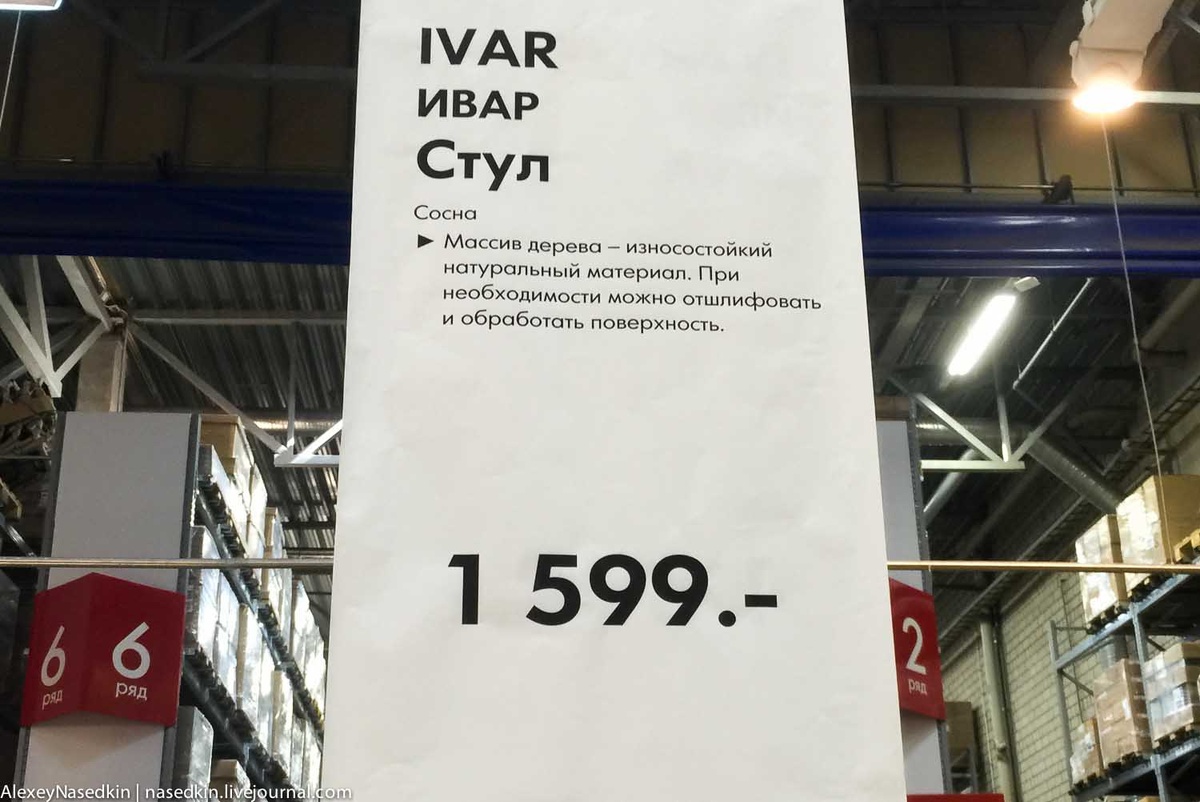 IVAR
ИВАР
Стул
Сосна
► Массив дерева – износостойкий
натуральный материал. При
необходимости можно отшлифовать
и обработать поверхность.
1 599.-
6
ряд
6
ряд
2
ряд
AlexeyNasedkin | nasedkin.livejournal.com